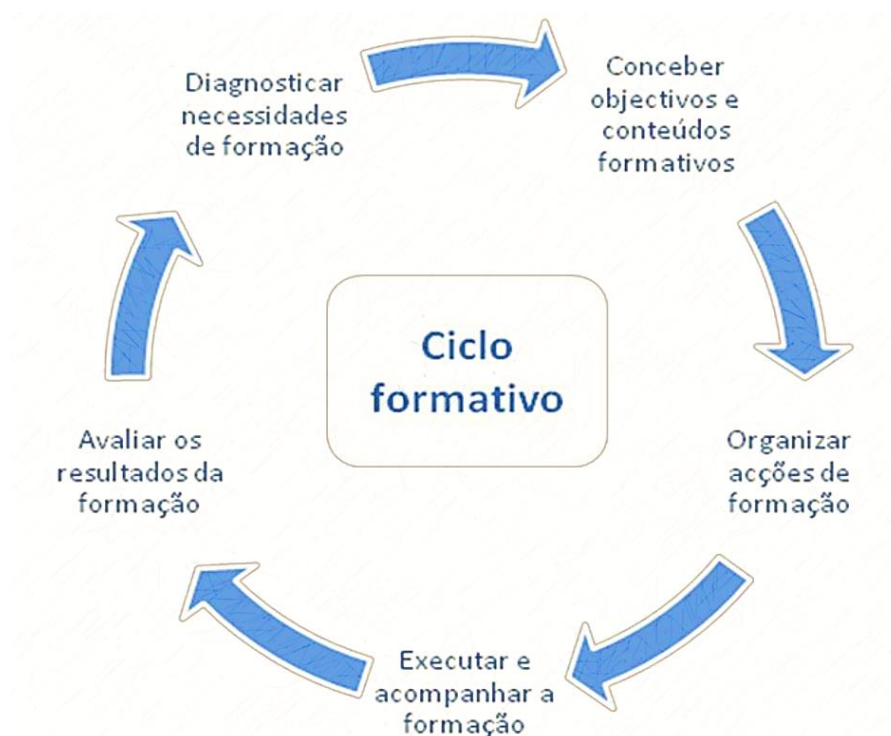 Diagnosticar
necessidades
de formação
Conceber
objectivos e
conteúdos
formativos
Organizar
acções de
formação
Executar e
acompanhar a
formação
Avaliar os
resultados da
formação
Ciclo
formativo